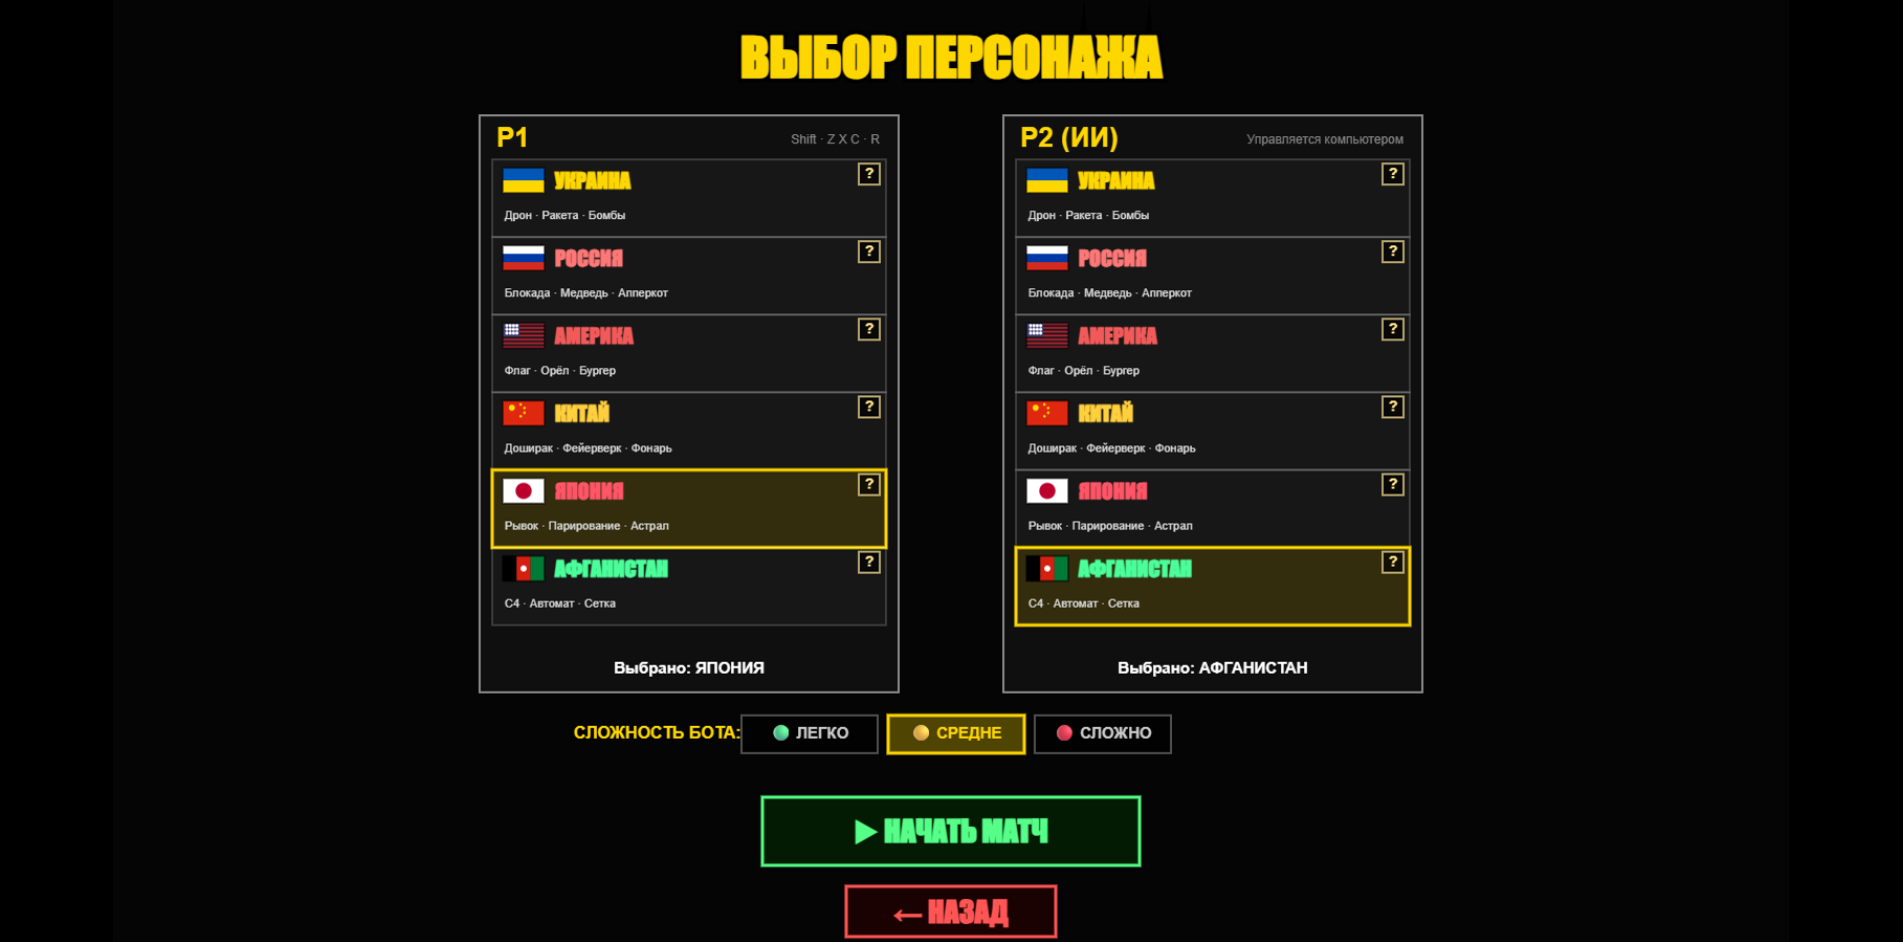 ВЫБОР ПЕРСОНАЖА
P1
Shift · Z X C · R
УКРАИНА
?
Дрон · Ракета · Бомбы
РОССИЯ
?
Блокада · Медведь · Апперкот
АМЕРИКА
?
Флаг · Орёл · Бургер
КИТАЙ
?
Доширак · Фейерверк · Фонарь
ЯПОНИЯ
?
Рывок · Парирование · Астрал
АФГАНИСТАН
?
С4 · Автомат · Сетка
Выбрано: ЯПОНИЯ
P2 (ИИ)
Управляется компьютером
УКРАИНА
?
Дрон · Ракета · Бомбы
РОССИЯ
?
Блокада · Медведь · Апперкот
АМЕРИКА
?
Флаг · Орёл · Бургер
КИТАЙ
?
Доширак · Фейерверк · Фонарь
ЯПОНИЯ
?
Рывок · Парирование · Астрал
АФГАНИСТАН
?
С4 · Автомат · Сетка
Выбрано: АФГАНИСТАН
СЛОЖНОСТЬ БОТА: ЛЕГКО СРЕДНЕ СЛОЖНО
▶ НАЧАТЬ МАТЧ
← НАЗАД